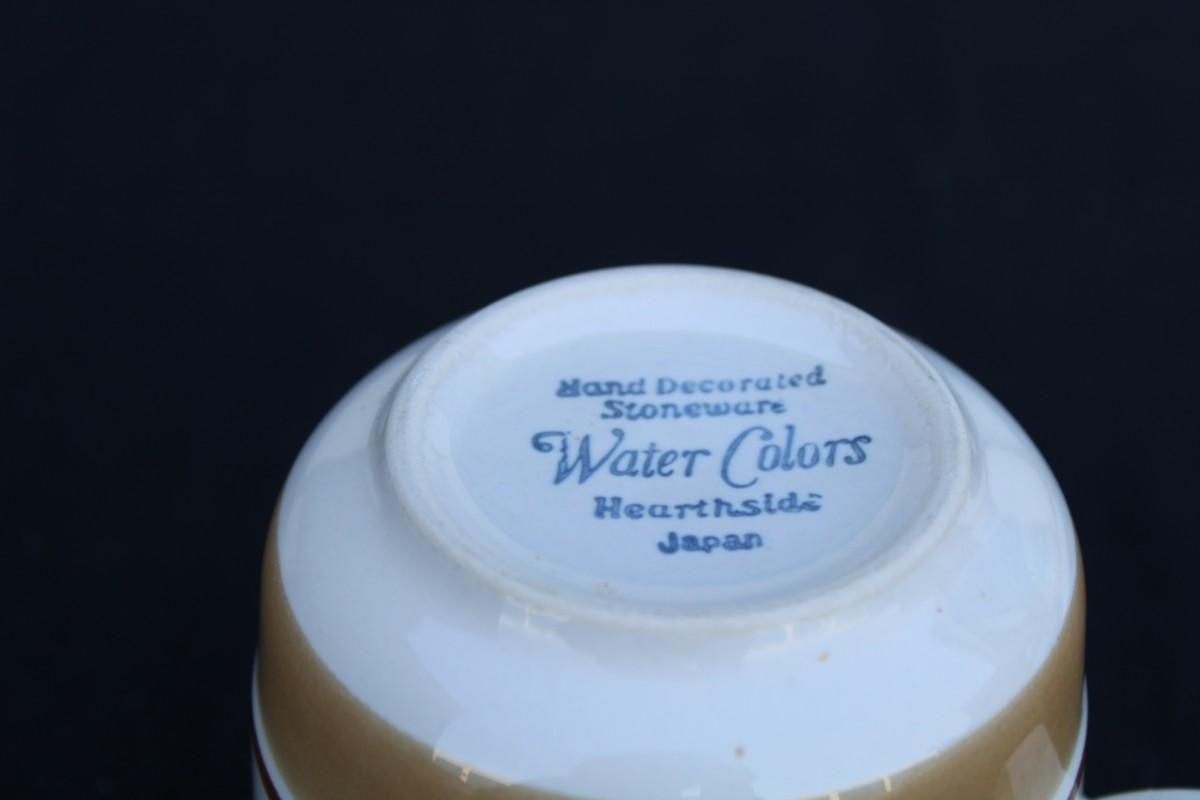 Hand Decorated
Stoneware
Water Colors
Hearthside
Japan